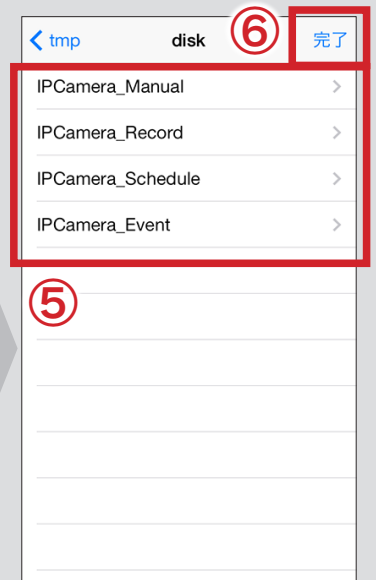 tmp disk ⑥ 完了
IPCamera_Manual
IPCamera_Record
IPCamera_Schedule
IPCamera_Event
⑤